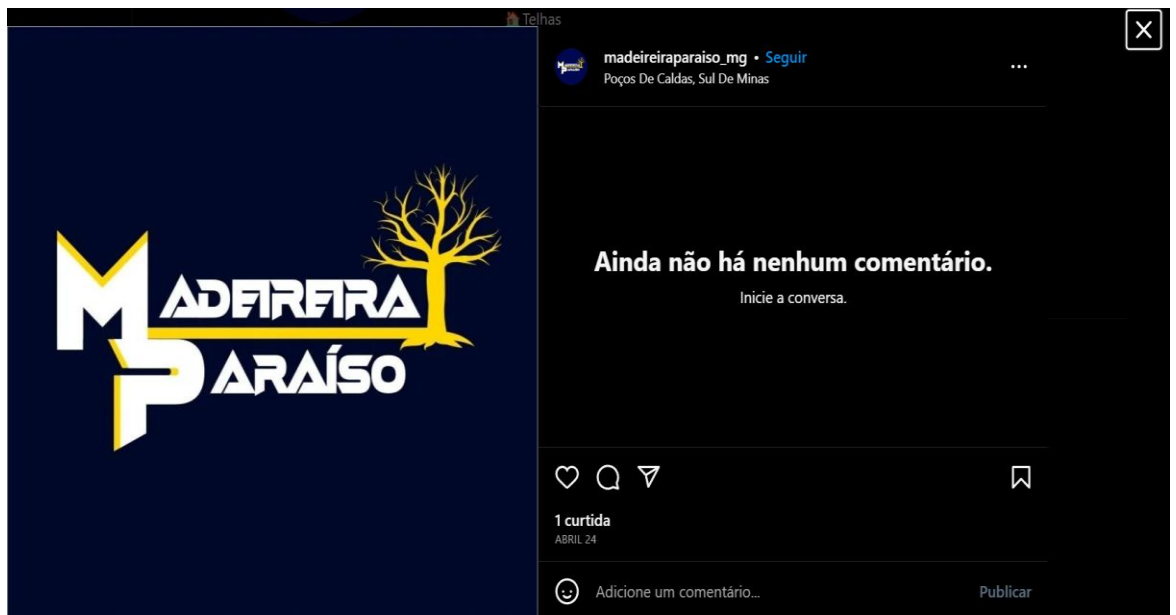 Telhas
MADEIREIRA
PARAÍSO
madeireiraparaiso_mg • Seguir
Poços De Caldas, Sul De Minas
Ainda não há nenhum comentário.
Inicie a conversa.
1 curtida
ABRIL 24
Adicione um comentário...
Publicar